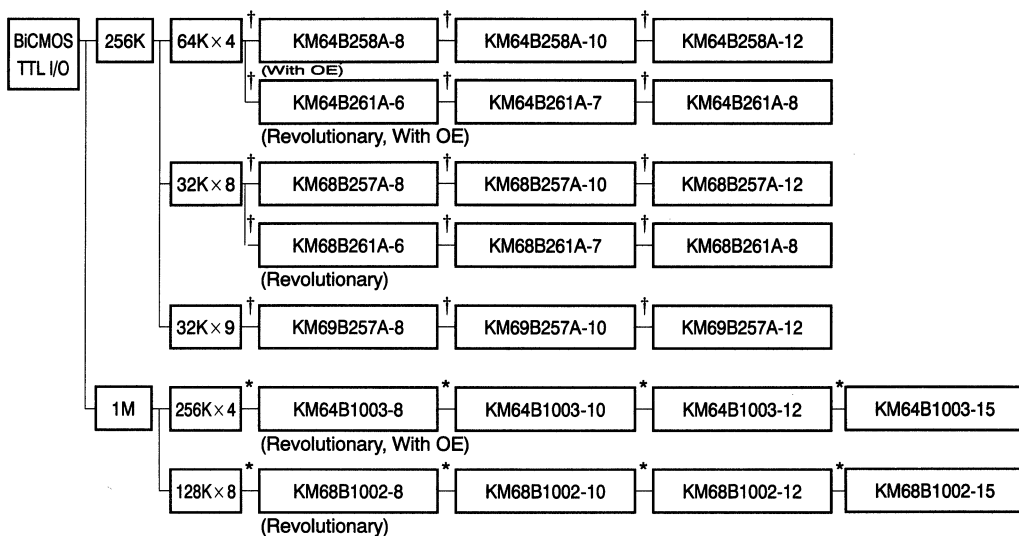 BiCMOS
TTL I/O
256K
64K × 4
† KM64B258A-8 † KM64B258A-10 † KM64B258A-12
(With OE)
† KM64B261A-6 † KM64B261A-7 † KM64B261A-8
(Revolutionary, With OE)
32K × 8
† KM68B257A-8 † KM68B257A-10 † KM68B257A-12
† KM68B261A-6 † KM68B261A-7 † KM68B261A-8
(Revolutionary)
32K × 9
† KM69B257A-8 † KM69B257A-10 † KM69B257A-12
1M
256K × 4
* KM64B1003-8 * KM64B1003-10 * KM64B1003-12 * KM64B1003-15
(Revolutionary, With OE)
128K × 8
* KM68B1002-8 * KM68B1002-10 * KM68B1002-12 * KM68B1002-15
(Revolutionary)